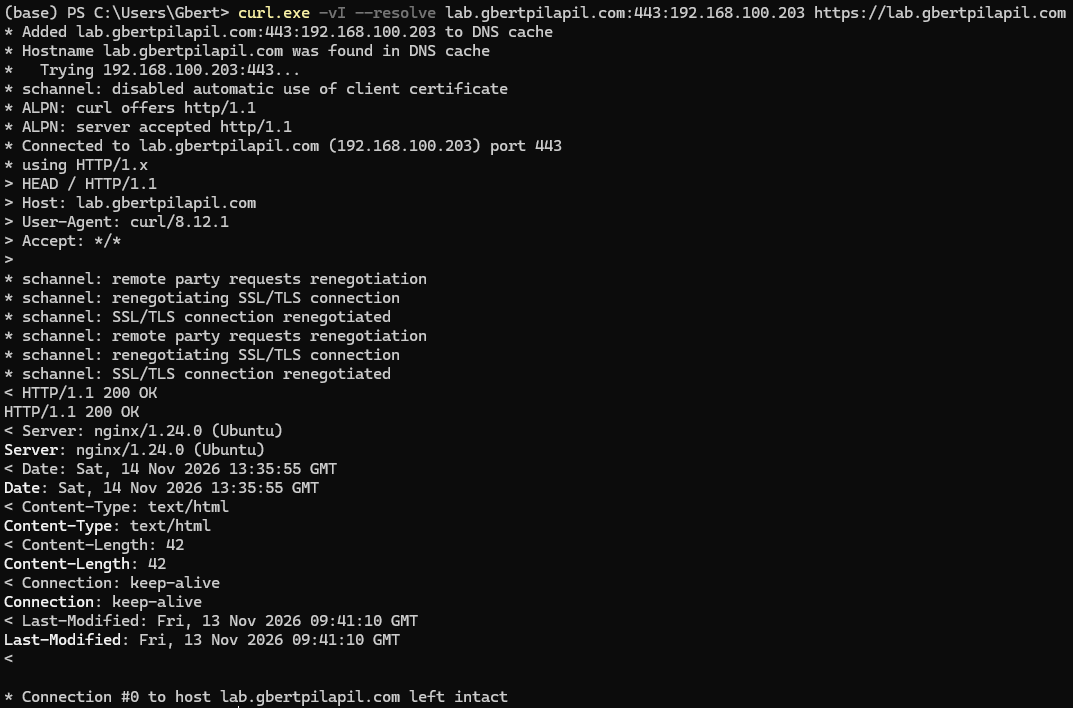 (base) PS C:\Users\Gbert> curl.exe -vI --resolve lab.gbertpilapil.com:443:192.168.100.203 https://lab.gbertpilapil.com
* Added lab.gbertpilapil.com:443:192.168.100.203 to DNS cache
* Hostname lab.gbertpilapil.com was found in DNS cache
*   Trying 192.168.100.203:443...
* schannel: disabled automatic use of client certificate
* ALPN: curl offers http/1.1
* ALPN: server accepted http/1.1
* Connected to lab.gbertpilapil.com (192.168.100.203) port 443
* using HTTP/1.x
> HEAD / HTTP/1.1
> Host: lab.gbertpilapil.com
> User-Agent: curl/8.12.1
> Accept: */*
>
* schannel: remote party requests renegotiation
* schannel: renegotiating SSL/TLS connection
* schannel: SSL/TLS connection renegotiated
* schannel: remote party requests renegotiation
* schannel: renegotiating SSL/TLS connection
* schannel: SSL/TLS connection renegotiated
< HTTP/1.1 200 OK
HTTP/1.1 200 OK
< Server: nginx/1.24.0 (Ubuntu)
Server: nginx/1.24.0 (Ubuntu)
< Date: Sat, 14 Nov 2026 13:35:55 GMT
Date: Sat, 14 Nov 2026 13:35:55 GMT
< Content-Type: text/html
Content-Type: text/html
< Content-Length: 42
Content-Length: 42
< Connection: keep-alive
Connection: keep-alive
< Last-Modified: Fri, 13 Nov 2026 09:41:10 GMT
Last-Modified: Fri, 13 Nov 2026 09:41:10 GMT
<
* Connection #0 to host lab.gbertpilapil.com left intact